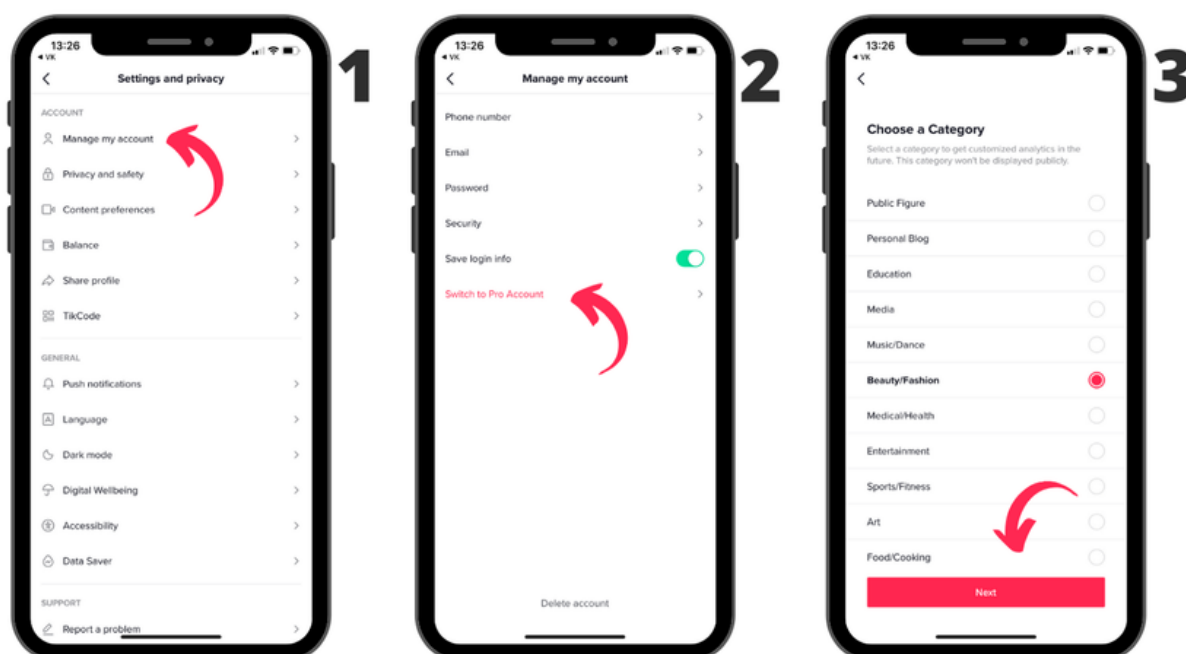 13:26
VK
Settings and privacy
ACCOUNT
Manage my account
Privacy and safety
Content preferences
Balance
Share profile
TikCode
GENERAL
Push notifications
Language
Dark mode
Digital Wellbeing
Accessibility
Data Saver
SUPPORT
Report a problem
1
13:26
VK
Manage my account
Phone number
Email
Password
Security
Save login info
Switch to Pro Account
Delete account
2
13:26
VK
Choose a Category
Select a category to get customized analytics in the
future. This category won't be displayed publicly.
Public Figure
Personal Blog
Education
Media
Music/Dance
Beauty/Fashion
Medical/Health
Entertainment
Sports/Fitness
Art
Food/Cooking
Next
3